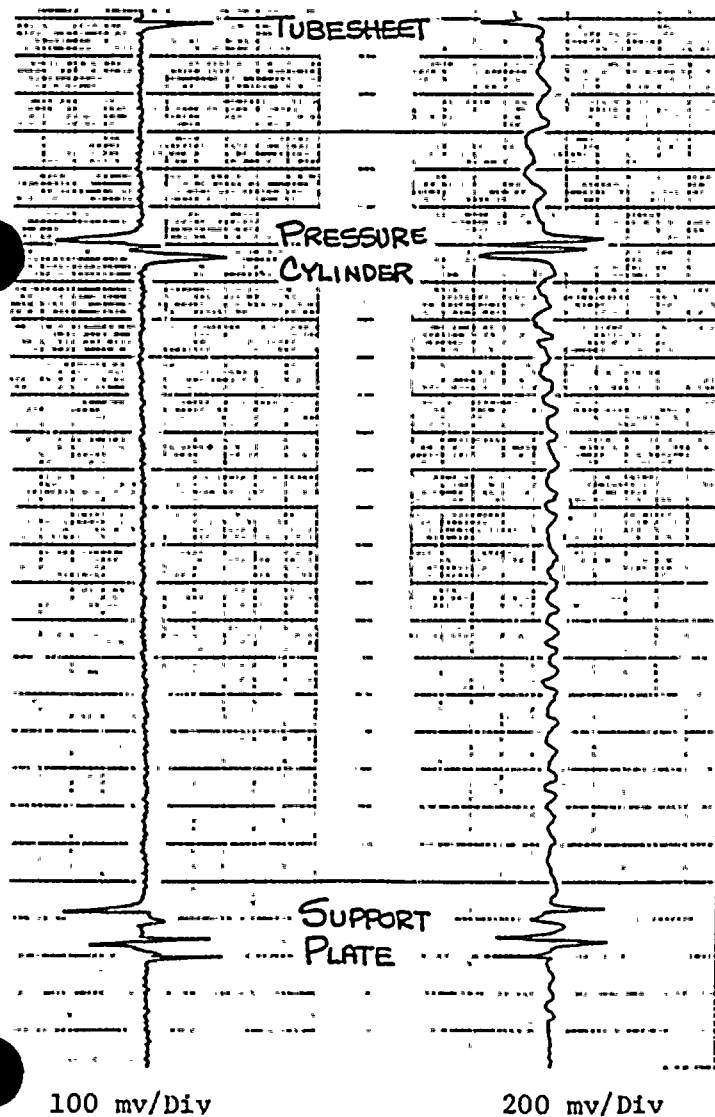 TUBESHEET
PRESSURE
CYLINDER
SUPPORT
PLATE
100 mv/Div
200 mv/Div